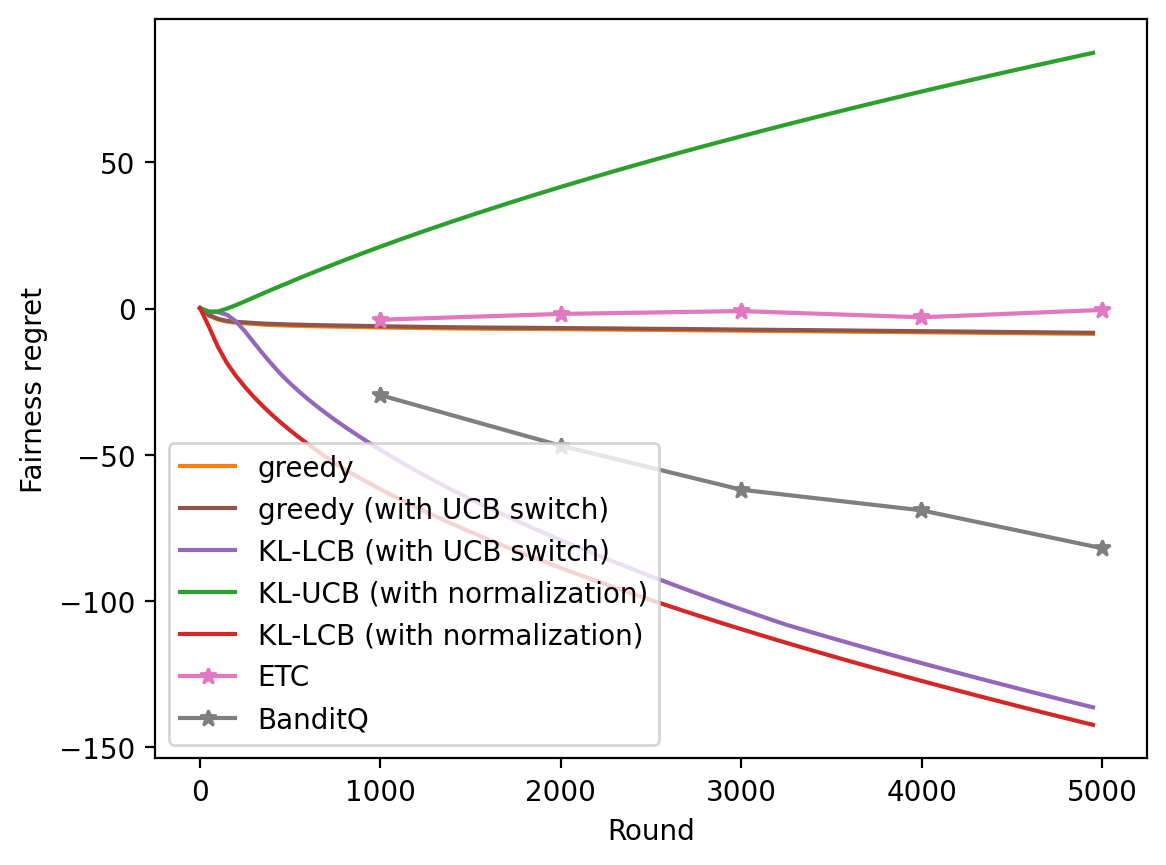 50
0
−50
−100
−150
Fairness regret
greedy
greedy (with UCB switch)
KL-LCB (with UCB switch)
KL-UCB (with normalization)
KL-LCB (with normalization)
ETC
BanditQ
0 1000 2000 3000 4000 5000
Round